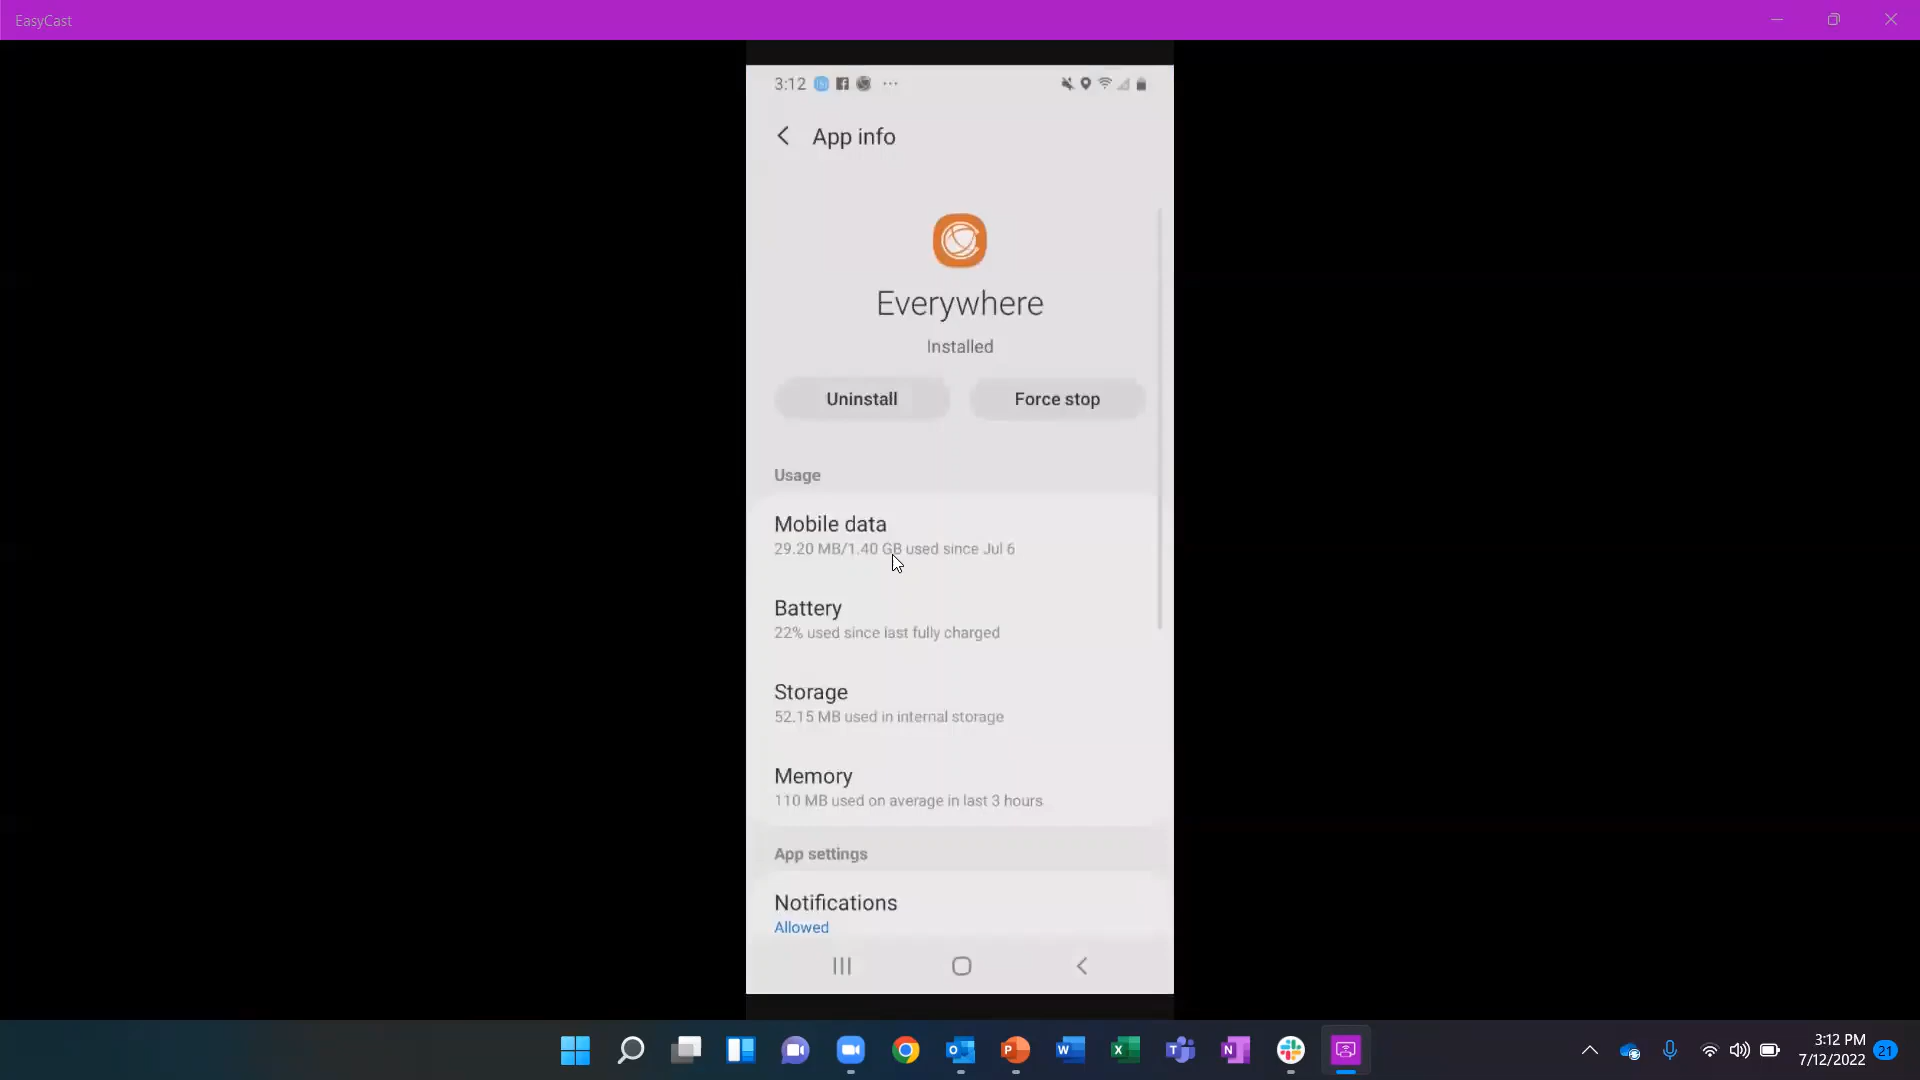 EasyCast
3:12
App info
Everywhere
Installed
Uninstall
Force stop
Usage
Mobile data
29.20 MB/1.40 GB used since Jul 6
Battery
22% used since last fully charged
Storage
52.15 MB used in internal storage
Memory
110 MB used on average in last 3 hours
App settings
Notifications
Allowed
3:12 PM
7/12/2022
21